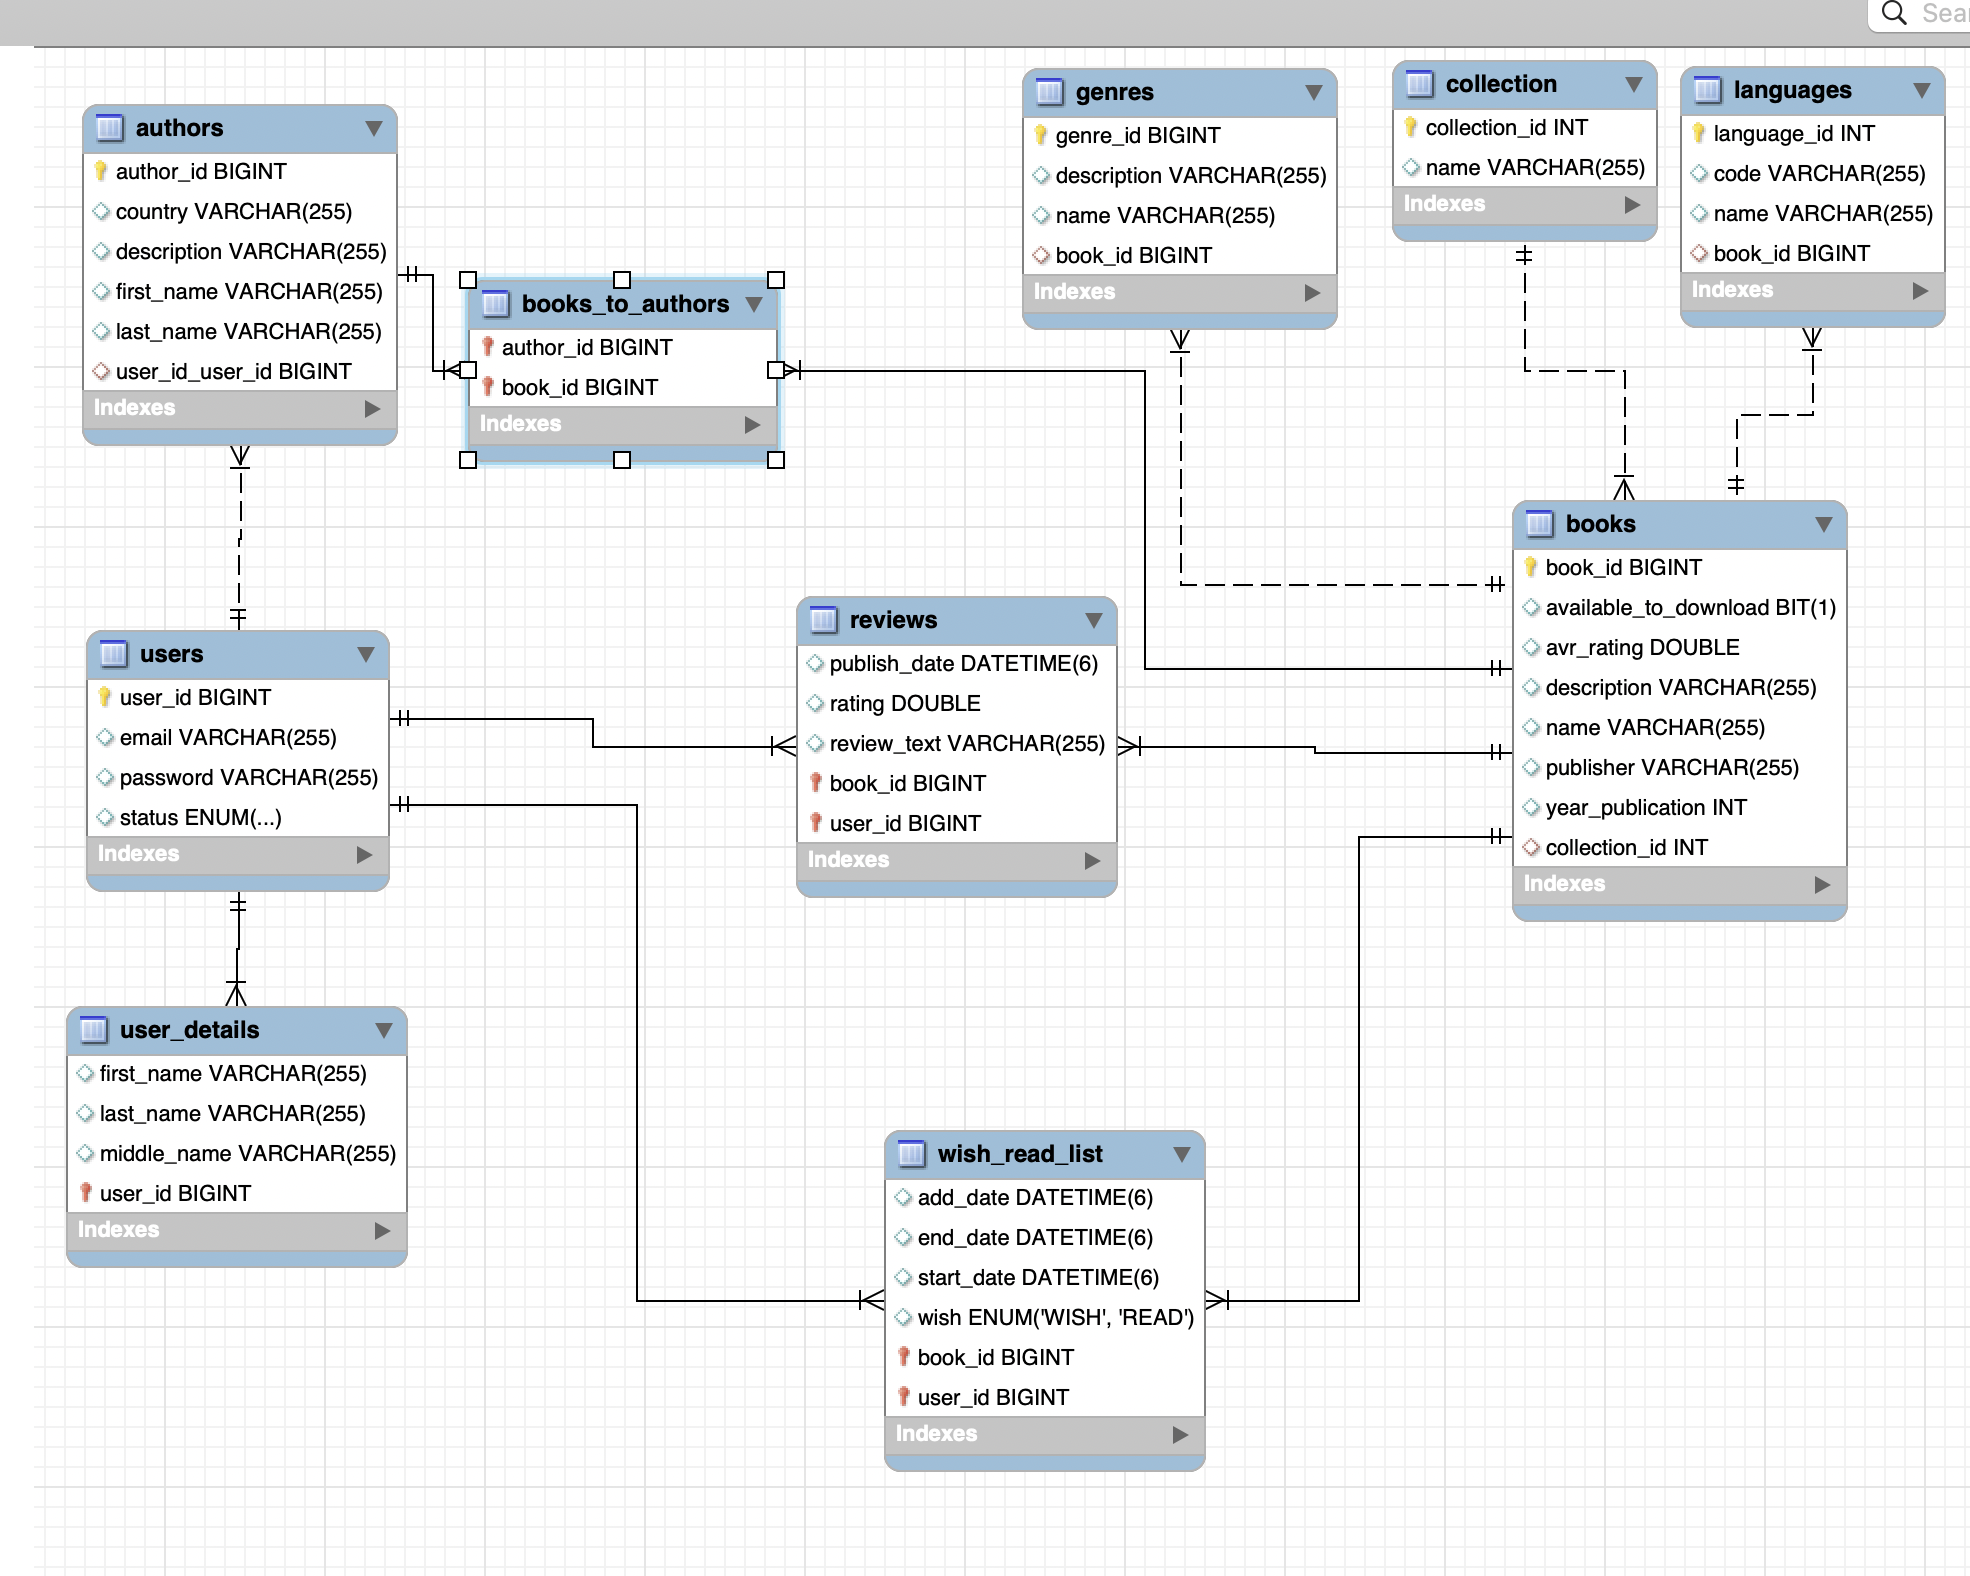 Sear
authors
author_id BIGINT
country VARCHAR(255)
description VARCHAR(255)
first_name VARCHAR(255)
last_name VARCHAR(255)
user_id_user_id BIGINT
Indexes
books_to_authors
author_id BIGINT
book_id BIGINT
Indexes
genres
genre_id BIGINT
description VARCHAR(255)
name VARCHAR(255)
book_id BIGINT
Indexes
collection
collection_id INT
name VARCHAR(255)
Indexes
languages
language_id INT
code VARCHAR(255)
name VARCHAR(255)
book_id BIGINT
Indexes
users
user_id BIGINT
email VARCHAR(255)
password VARCHAR(255)
status ENUM(...)
Indexes
reviews
publish_date DATETIME(6)
rating DOUBLE
review_text VARCHAR(255)
book_id BIGINT
user_id BIGINT
Indexes
books
book_id BIGINT
available_to_download BIT(1)
avr_rating DOUBLE
description VARCHAR(255)
name VARCHAR(255)
publisher VARCHAR(255)
year_publication INT
collection_id INT
Indexes
user_details
first_name VARCHAR(255)
last_name VARCHAR(255)
middle_name VARCHAR(255)
user_id BIGINT
Indexes
wish_read_list
add_date DATETIME(6)
end_date DATETIME(6)
start_date DATETIME(6)
wish ENUM('WISH', 'READ')
book_id BIGINT
user_id BIGINT
Indexes